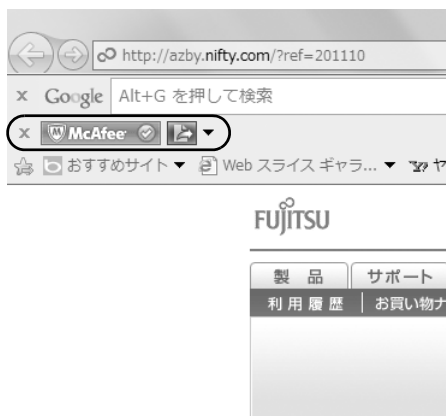 http://azby.nifty.com/?ref=201110
x Google Alt+G を押して検索
x McAfee
おすすめサイト ▼ Web スライス ギャラ... ▼ ヤ
FUJITSU
製 品 サポート
利用履歴 お買い物ナ